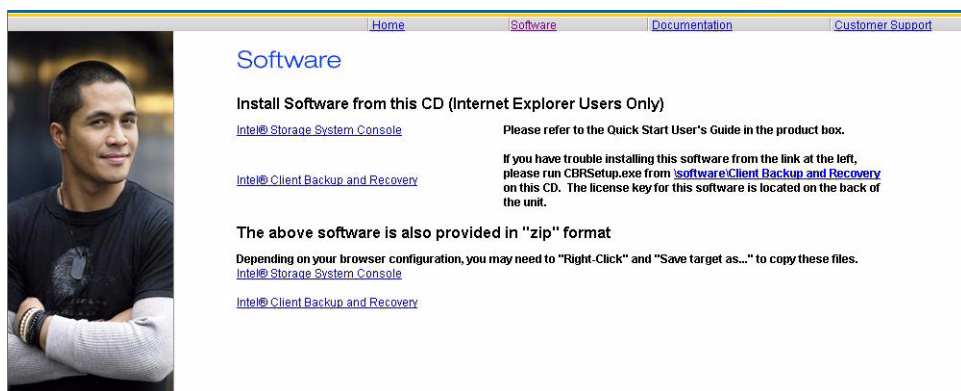 Home Software Documentation Customer Support
Software
Install Software from this CD (Internet Explorer Users Only)
Intel® Storage System Console
Please refer to the Quick Start User's Guide in the product box.
Intel® Client Backup and Recovery
If you have trouble installing this software from the link at the left,
please run CBRSetup.exe from \software\Client Backup and Recovery
on this CD. The license key for this software is located on the back of
the unit.
The above software is also provided in "zip" format
Depending on your browser configuration, you may need to "Right-Click" and "Save target as..." to copy these files.
Intel® Storage System Console
Intel® Client Backup and Recovery